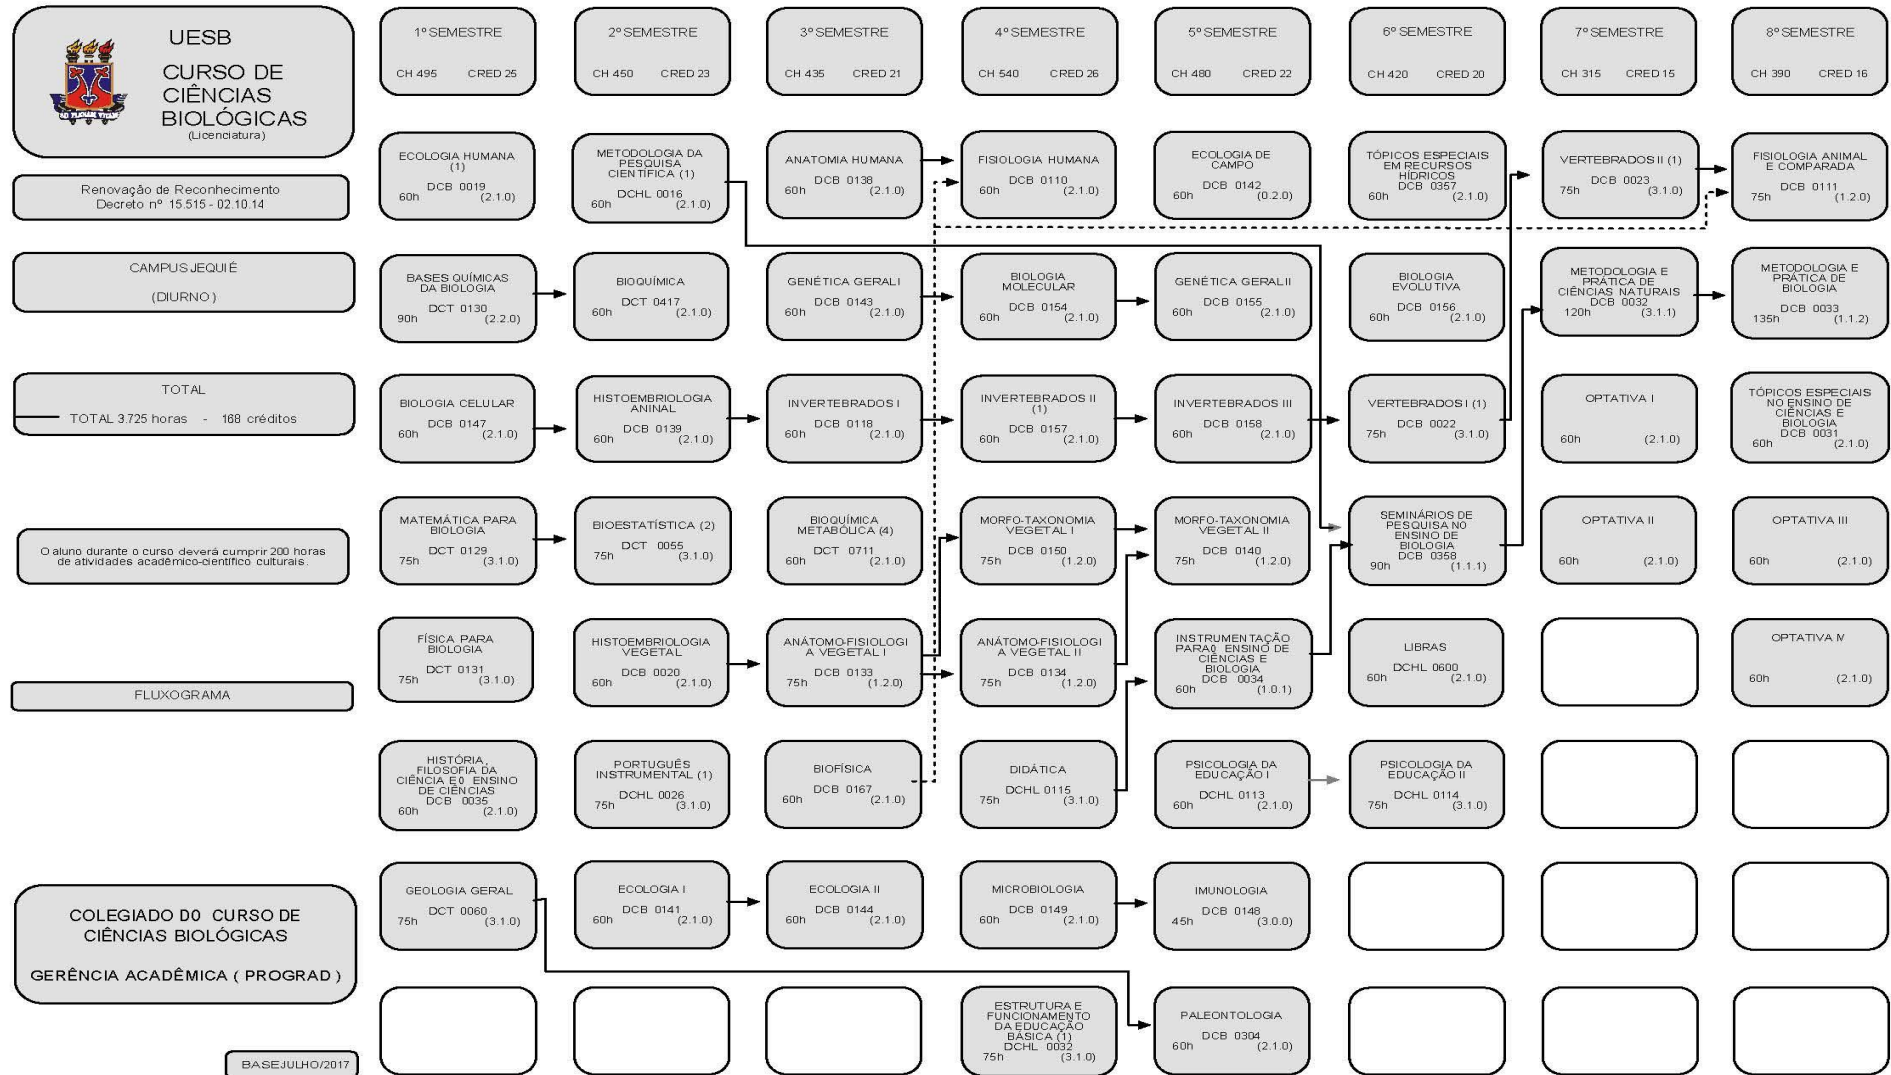 UESB
CURSO DE
CIÊNCIAS
BIOLÓGICAS
(Licenciatura)
Renovação de Reconhecimento
Decreto nº 15.515 - 02.10.14
CAMPUS JEQUIÉ
(DIURNO)
TOTAL
TOTAL 3.725 horas - 168 créditos
O aluno durante o curso deverá cumprir 200 horas
de atividades acadêmico-científico culturais.
FLUXOGRAMA
COLEGIADO D0 CURSO DE
CIÊNCIAS BIOLÓGICAS
GERÊNCIA ACADÊMICA ( PROGRAD )
BASEJULHO/2017
1º SEMESTRE
CH 495 CRED 25
ECOLOGIA HUMANA
(1)
DCB 0019
60h (2.1.0)
BASES QUÍMICAS
DA BIOLOGIA
DCT 0130
90h (2.2.0)
BIOLOGIA CELULAR
DCB 0147
60h (2.1.0)
MATEMÁTICA PARA
BIOLOGIA
DCT 0129
75h (3.1.0)
FÍSICA PARA
BIOLOGIA
DCT 0131
75h (3.1.0)
HISTÓRIA,
FILOSOFIA DA
CIÊNCIA E0 ENSINO
DE CIÊNCIAS
DCB 0035
60h (2.1.0)
GEOLOGIA GERAL
DCT 0060
75h (3.1.0)
2º SEMESTRE
CH 450 CRED 23
METODOLOGIA DA
PESQUISA
CIENTÍFICA (1)
DCHL 0016
60h (2.1.0)
BIOQUÍMICA
DCT 0417
60h (2.1.0)
HISTOEMBRIOLOGIA
ANINAL
DCB 0139
60h (2.1.0)
BIOESTATÍSTICA (2)
DCT 0055
75h (3.1.0)
HISTOEMBRIOLOGIA
VEGETAL
DCB 0020
60h (2.1.0)
PORTUGUÊS
INSTRUMENTAL (1)
DCHL 0026
75h (3.1.0)
ECOLOGIA I
DCB 0141
60h (2.1.0)
3º SEMESTRE
CH 435 CRED 21
ANATOMIA HUMANA
DCB 0138
60h (2.1.0)
GENÉTICA GERAL I
DCB 0143
60h (2.1.0)
INVERTEBRADOS I
DCB 0118
60h (2.1.0)
BIOQUÍMICA
METABÓLICA (4)
DCT 0711
60h (2.1.0)
ANÁTOMO-FISIOLOGI
A VEGETAL I
DCB 0133
75h (1.2.0)
BIOFÍSICA
DCB 0167
60h (2.1.0)
ECOLOGIA II
DCB 0144
60h (2.1.0)
4º SEMESTRE
CH 540 CRED 26
FISIOLOGIA HUMANA
DCB 0110
60h (2.1.0)
BIOLOGIA
MOLECULAR
DCB 0154
60h (2.1.0)
INVERTEBRADOS II
(1)
DCB 0157
60h (2.1.0)
MORFO-TAXONOMIA
VEGETAL I
DCB 0150
75h (1.2.0)
ANÁTOMO-FISIOLOGI
A VEGETAL II
DCB 0134
75h (1.2.0)
DIDÁTICA
DCHL 0115
75h (3.1.0)
MICROBIOLOGIA
DCB 0149
60h (2.1.0)
ESTRUTURA E
FUNCIONAMENTO
DA EDUCAÇÃO
BÁSICA (1)
DCHL 0032
75h (3.1.0)
5º SEMESTRE
CH 480 CRED 22
ECOLOGIA DE
CAMPO
DCB 0142
60h (0.2.0)
GENÉTICA GERAL II
DCB 0155
60h (2.1.0)
INVERTEBRADOS III
DCB 0158
60h (2.1.0)
MORFO-TAXONOMIA
VEGETAL II
DCB 0140
75h (1.2.0)
INSTRUMENTAÇÃO
PARA0 ENSINO DE
CIÊNCIAS E
BIOLOGIA
DCB 0034
60h (1.0.1)
PSICOLOGIA DA
EDUCAÇÃO I
DCHL 0113
60h (2.1.0)
IMUNOLOGIA
DCB 0148
45h (3.0.0)
PALEONTOLOGIA
DCB 0304
60h (2.1.0)
6º SEMESTRE
CH 420 CRED 20
TÓPICOS ESPECIAIS
EM RECURSOS
HÍDRICOS
DCB 0357
60h (2.1.0)
BIOLOGIA
EVOLUTIVA
DCB 0156
60h (2.1.0)
VERTEBRADOS I (1)
DCB 0022
75h (3.1.0)
SEMINÁRIOS DE
PESQUISA NO
ENSINO DE
BIOLOGIA
DCB 0358
90h (1.1.1)
LIBRAS
DCHL 0600
60h (2.1.0)
PSICOLOGIA DA
EDUCAÇÃO II
DCHL 0114
75h (3.1.0)
7º SEMESTRE
CH 315 CRED 15
VERTEBRADOS II (1)
DCB 0023
75h (3.1.0)
METODOLOGIA E
PRÁTICA DE
CIÊNCIAS NATURAIS
DCB 0032
120h (3.1.1)
OPTATIVA I
60h (2.1.0)
OPTATIVA II
60h (2.1.0)
8º SEMESTRE
CH 390 CRED 16
FISIOLOGIA ANIMAL
E COMPARADA
DCB 0111
75h (1.2.0)
METODOLOGIA E
PRÁTICA DE
BIOLOGIA
DCB 0033
135h (1.1.2)
TÓPICOS ESPECIAIS
NO ENSINO DE
CIÊNCIAS E
BIOLOGIA
DCB 0031
60h (2.1.0)
OPTATIVA III
60h (2.1.0)
OPTATIVA IV
60h (2.1.0)